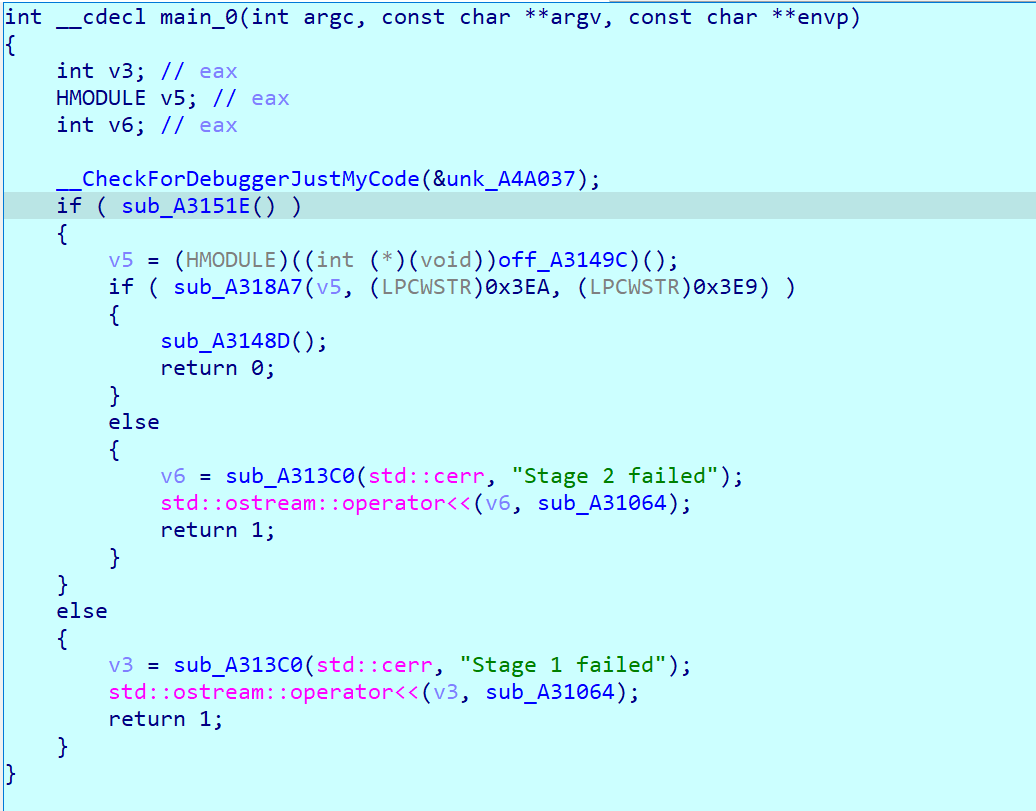 int __cdecl main_0(int argc, const char **argv, const char **envp)
{
    int v3; // eax
    HMODULE v5; // eax
    int v6; // eax

    __CheckForDebuggerJustMyCode(&unk_A4A037);
    if ( sub_A3151E() )
    {
        v5 = (HMODULE)((int (*)(void))off_A3149C)();
        if ( sub_A318A7(v5, (LPCWSTR)0x3EA, (LPCWSTR)0x3E9) )
        {
            sub_A3148D();
            return 0;
        }
        else
        {
            v6 = sub_A313C0(std::cerr, "Stage 2 failed");
            std::ostream::operator<<(v6, sub_A31064);
            return 1;
        }
    }
    else
    {
        v3 = sub_A313C0(std::cerr, "Stage 1 failed");
        std::ostream::operator<<(v3, sub_A31064);
        return 1;
    }
}